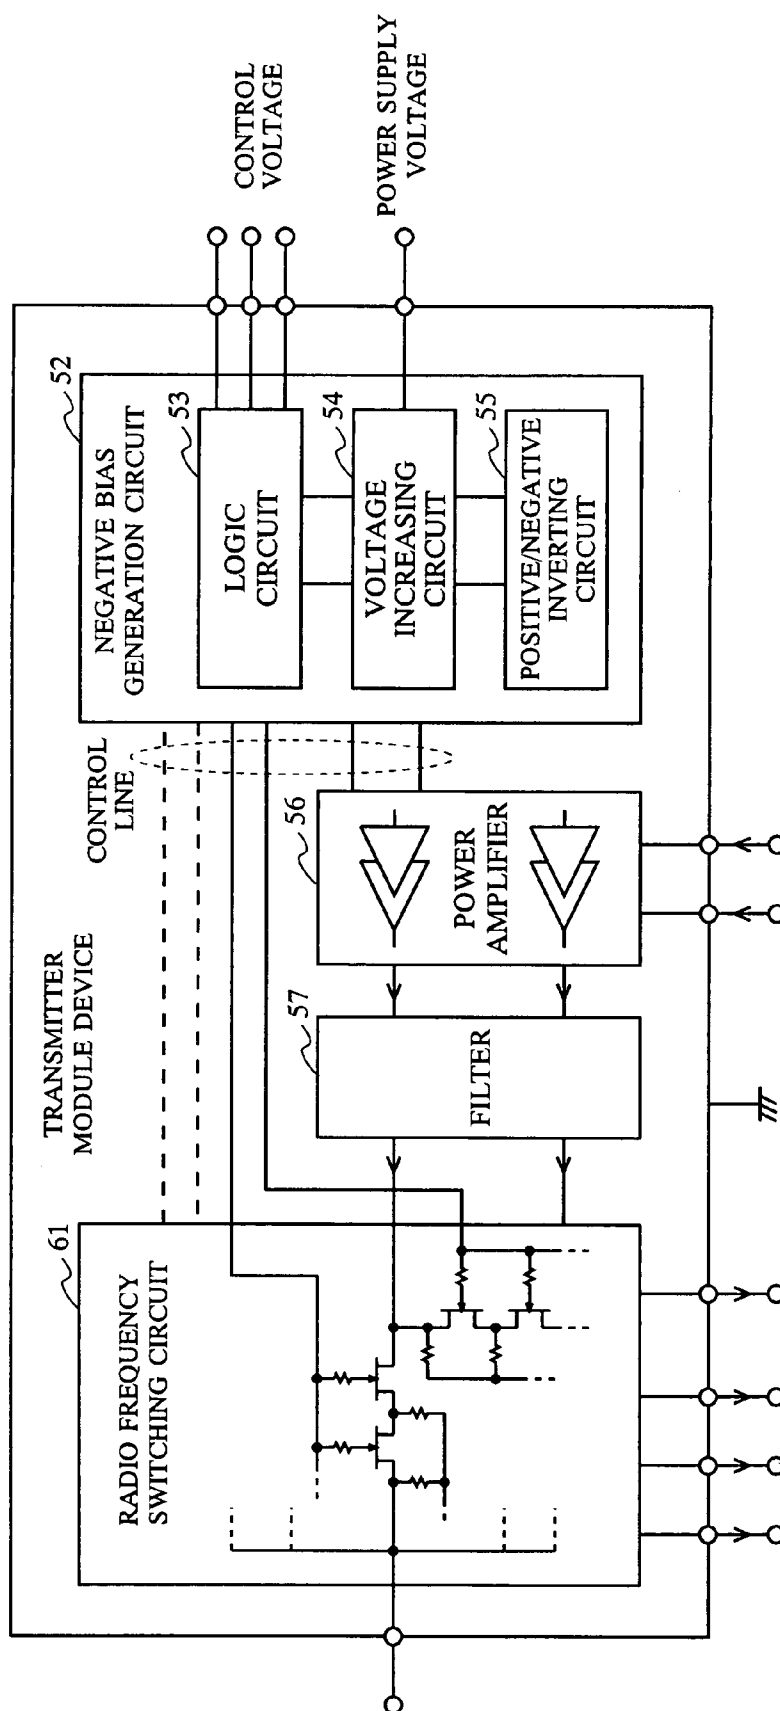 TRANSMITTER
MODULE DEVICE
61
RADIO FREQUENCY
SWITCHING CIRCUIT
CONTROL
LINE
57
FILTER
56
POWER
AMPLIFIER
52
NEGATIVE BIAS
GENERATION CIRCUIT
53
LOGIC
CIRCUIT
54
VOLTAGE
INCREASING
CIRCUIT
55
POSITIVE/NEGATIVE
INVERTING
CIRCUIT
CONTROL
VOLTAGE
POWER SUPPLY
VOLTAGE